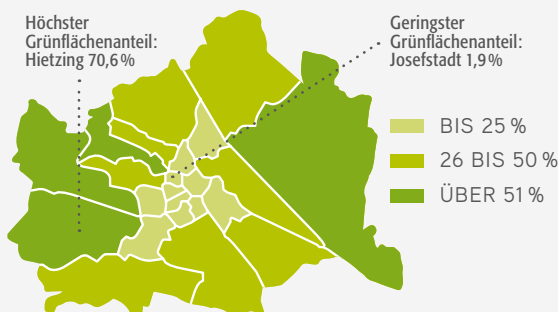 Höchster
Grünflächenanteil:
Hietzing 70,6 %
Geringster
Grünflächenanteil:
Josefstadt 1,9 %
BIS 25 %
26 BIS 50 %
ÜBER 51 %